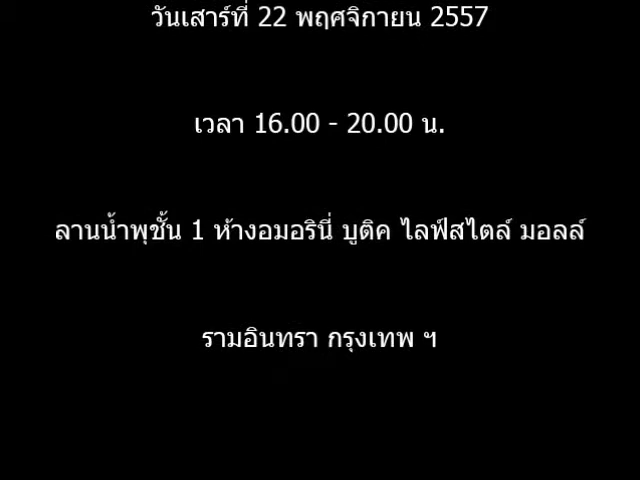 วันเสาร์ที่ 22 พฤศจิกายน 2557
เวลา 16.00 - 20.00 น.
ลานน้ำพุชั้น 1 ห้างอมอรินี่ บูติค ไลฟ์สไตล์ มอลล์
รามอินทรา กรุงเทพ ฯ